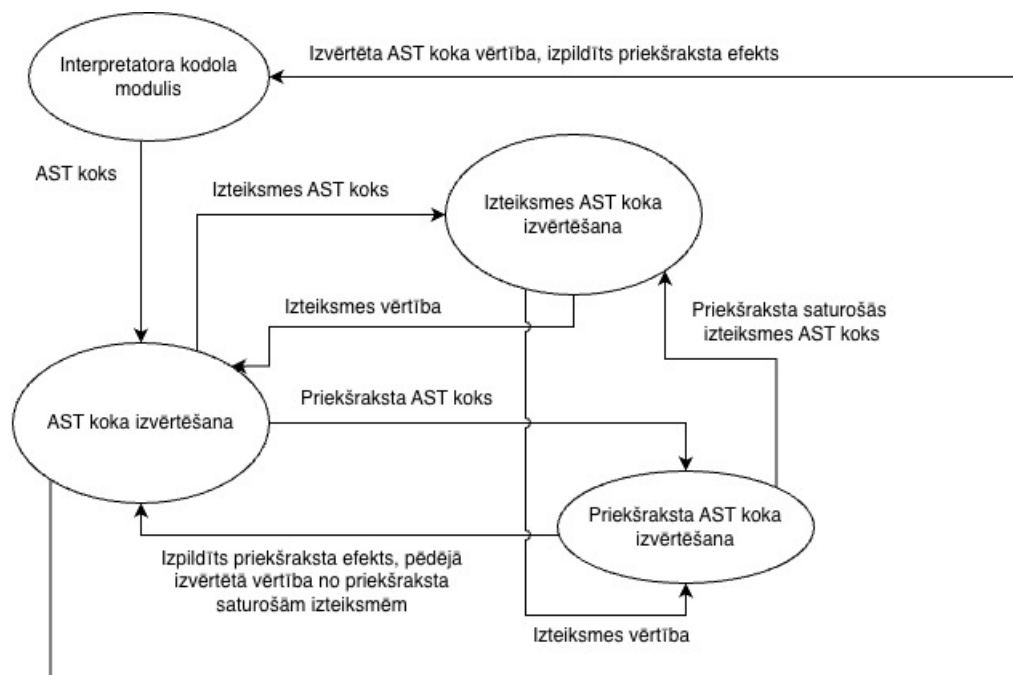 Izvērtēta AST koka vērtība, izpildīts priekšraksta efekts
Interpretatora kodola
modulis
AST koks
Izteiksmes AST koks
Izteiksmes AST koka
izvērtēšana
Izteiksmes vērtība
Priekšraksta saturošās
izteiksmes AST koks
Priekšraksta AST koks
AST koka izvērtēšana
Priekšraksta AST koka
izvērtēšana
Izpildīts priekšraksta efekts, pēdējā
izvērtētā vērtība no priekšraksta
saturošām izteiksmēm
Izteiksmes vērtība